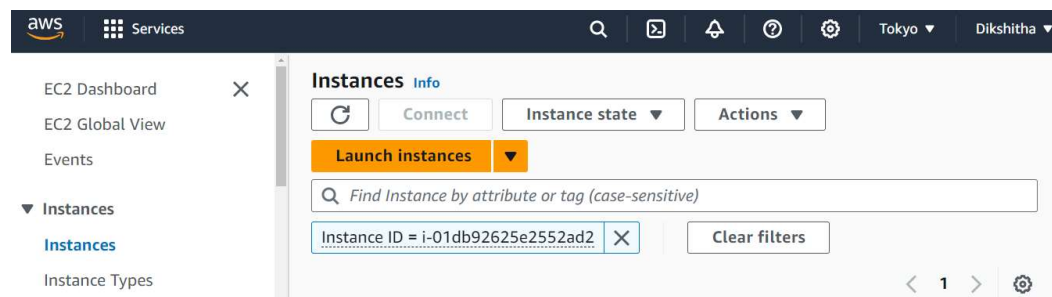 aws Services Tokyo Dikshitha
EC2 Dashboard
EC2 Global View
Events
Instances
Instances
Instance Types
Instances Info
Connect Instance state Actions
Launch instances
Find Instance by attribute or tag (case-sensitive)
Instance ID = i-01db92625e2552ad2 Clear filters
1